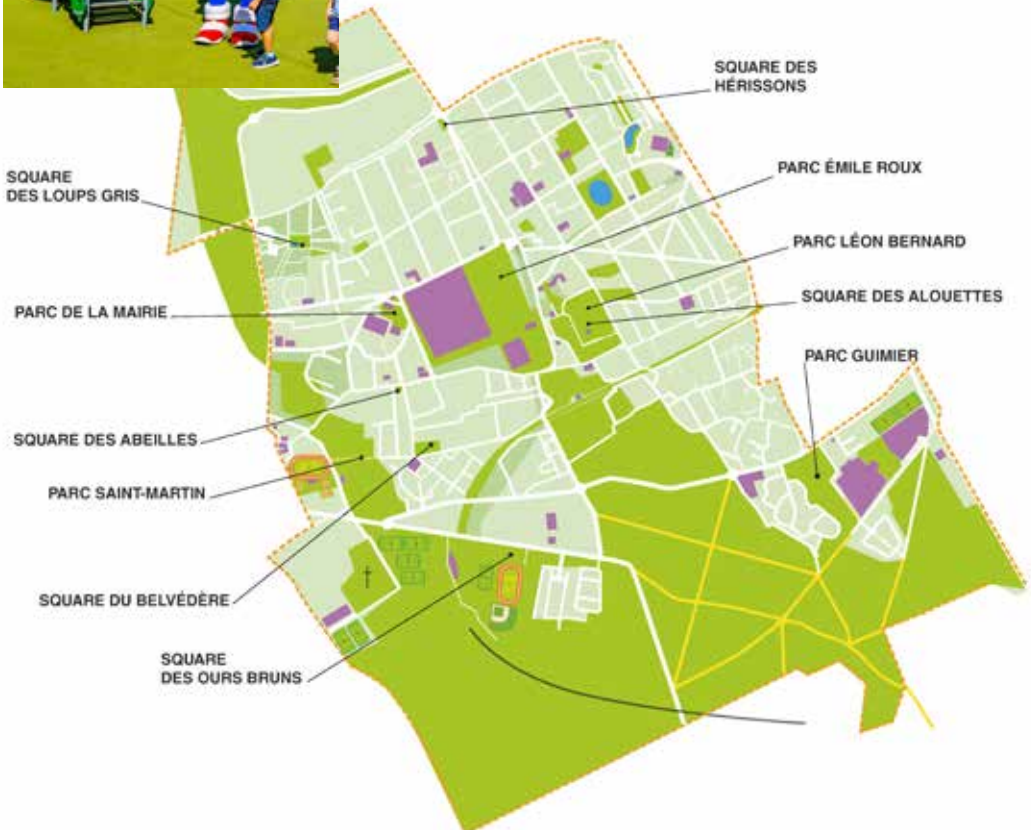 SQUARE DES
HÉRISSONS
PARC ÉMILE ROUX
SQUARE
DES LOUPS GRIS
PARC LÉON BERNARD
SQUARE DES ALOUETTES
PARC DE LA MAIRIE
PARC GUIMIER
SQUARE DES ABEILLES
PARC SAINT-MARTIN
SQUARE DU BELVÉDÈRE
SQUARE
DES OURS BRUNS